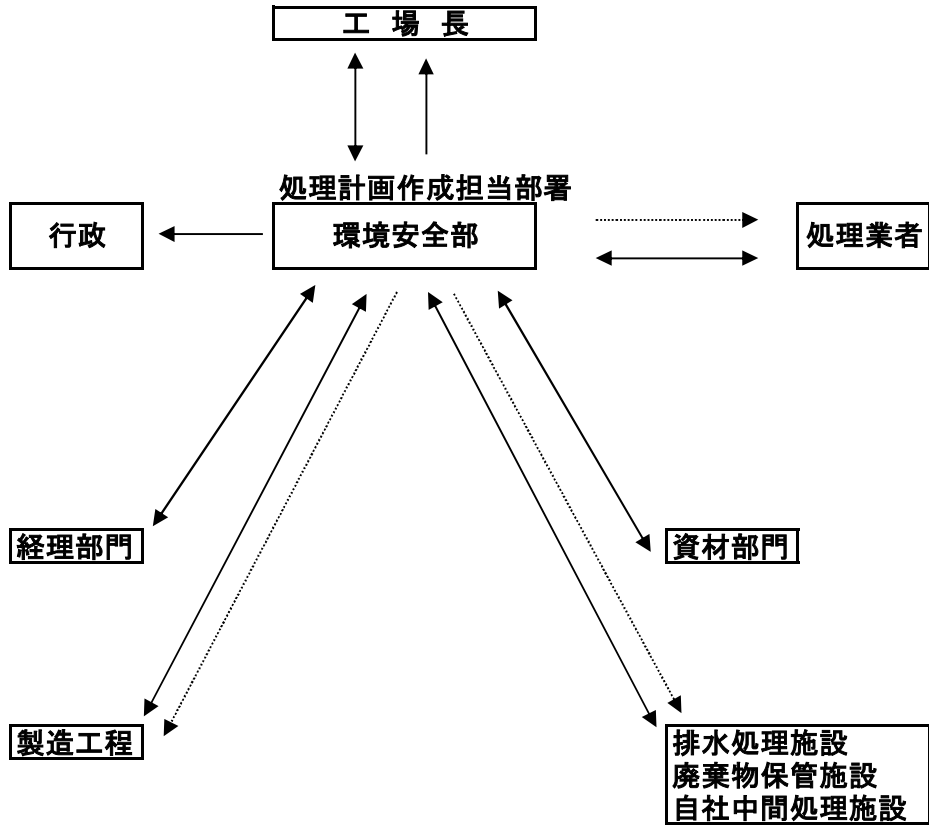 工 場 長
処理計画作成担当部署
行政
環境安全部
処理業者
経理部門
資材部門
製造工程
排水処理施設
廃棄物保管施設
自社中間処理施設